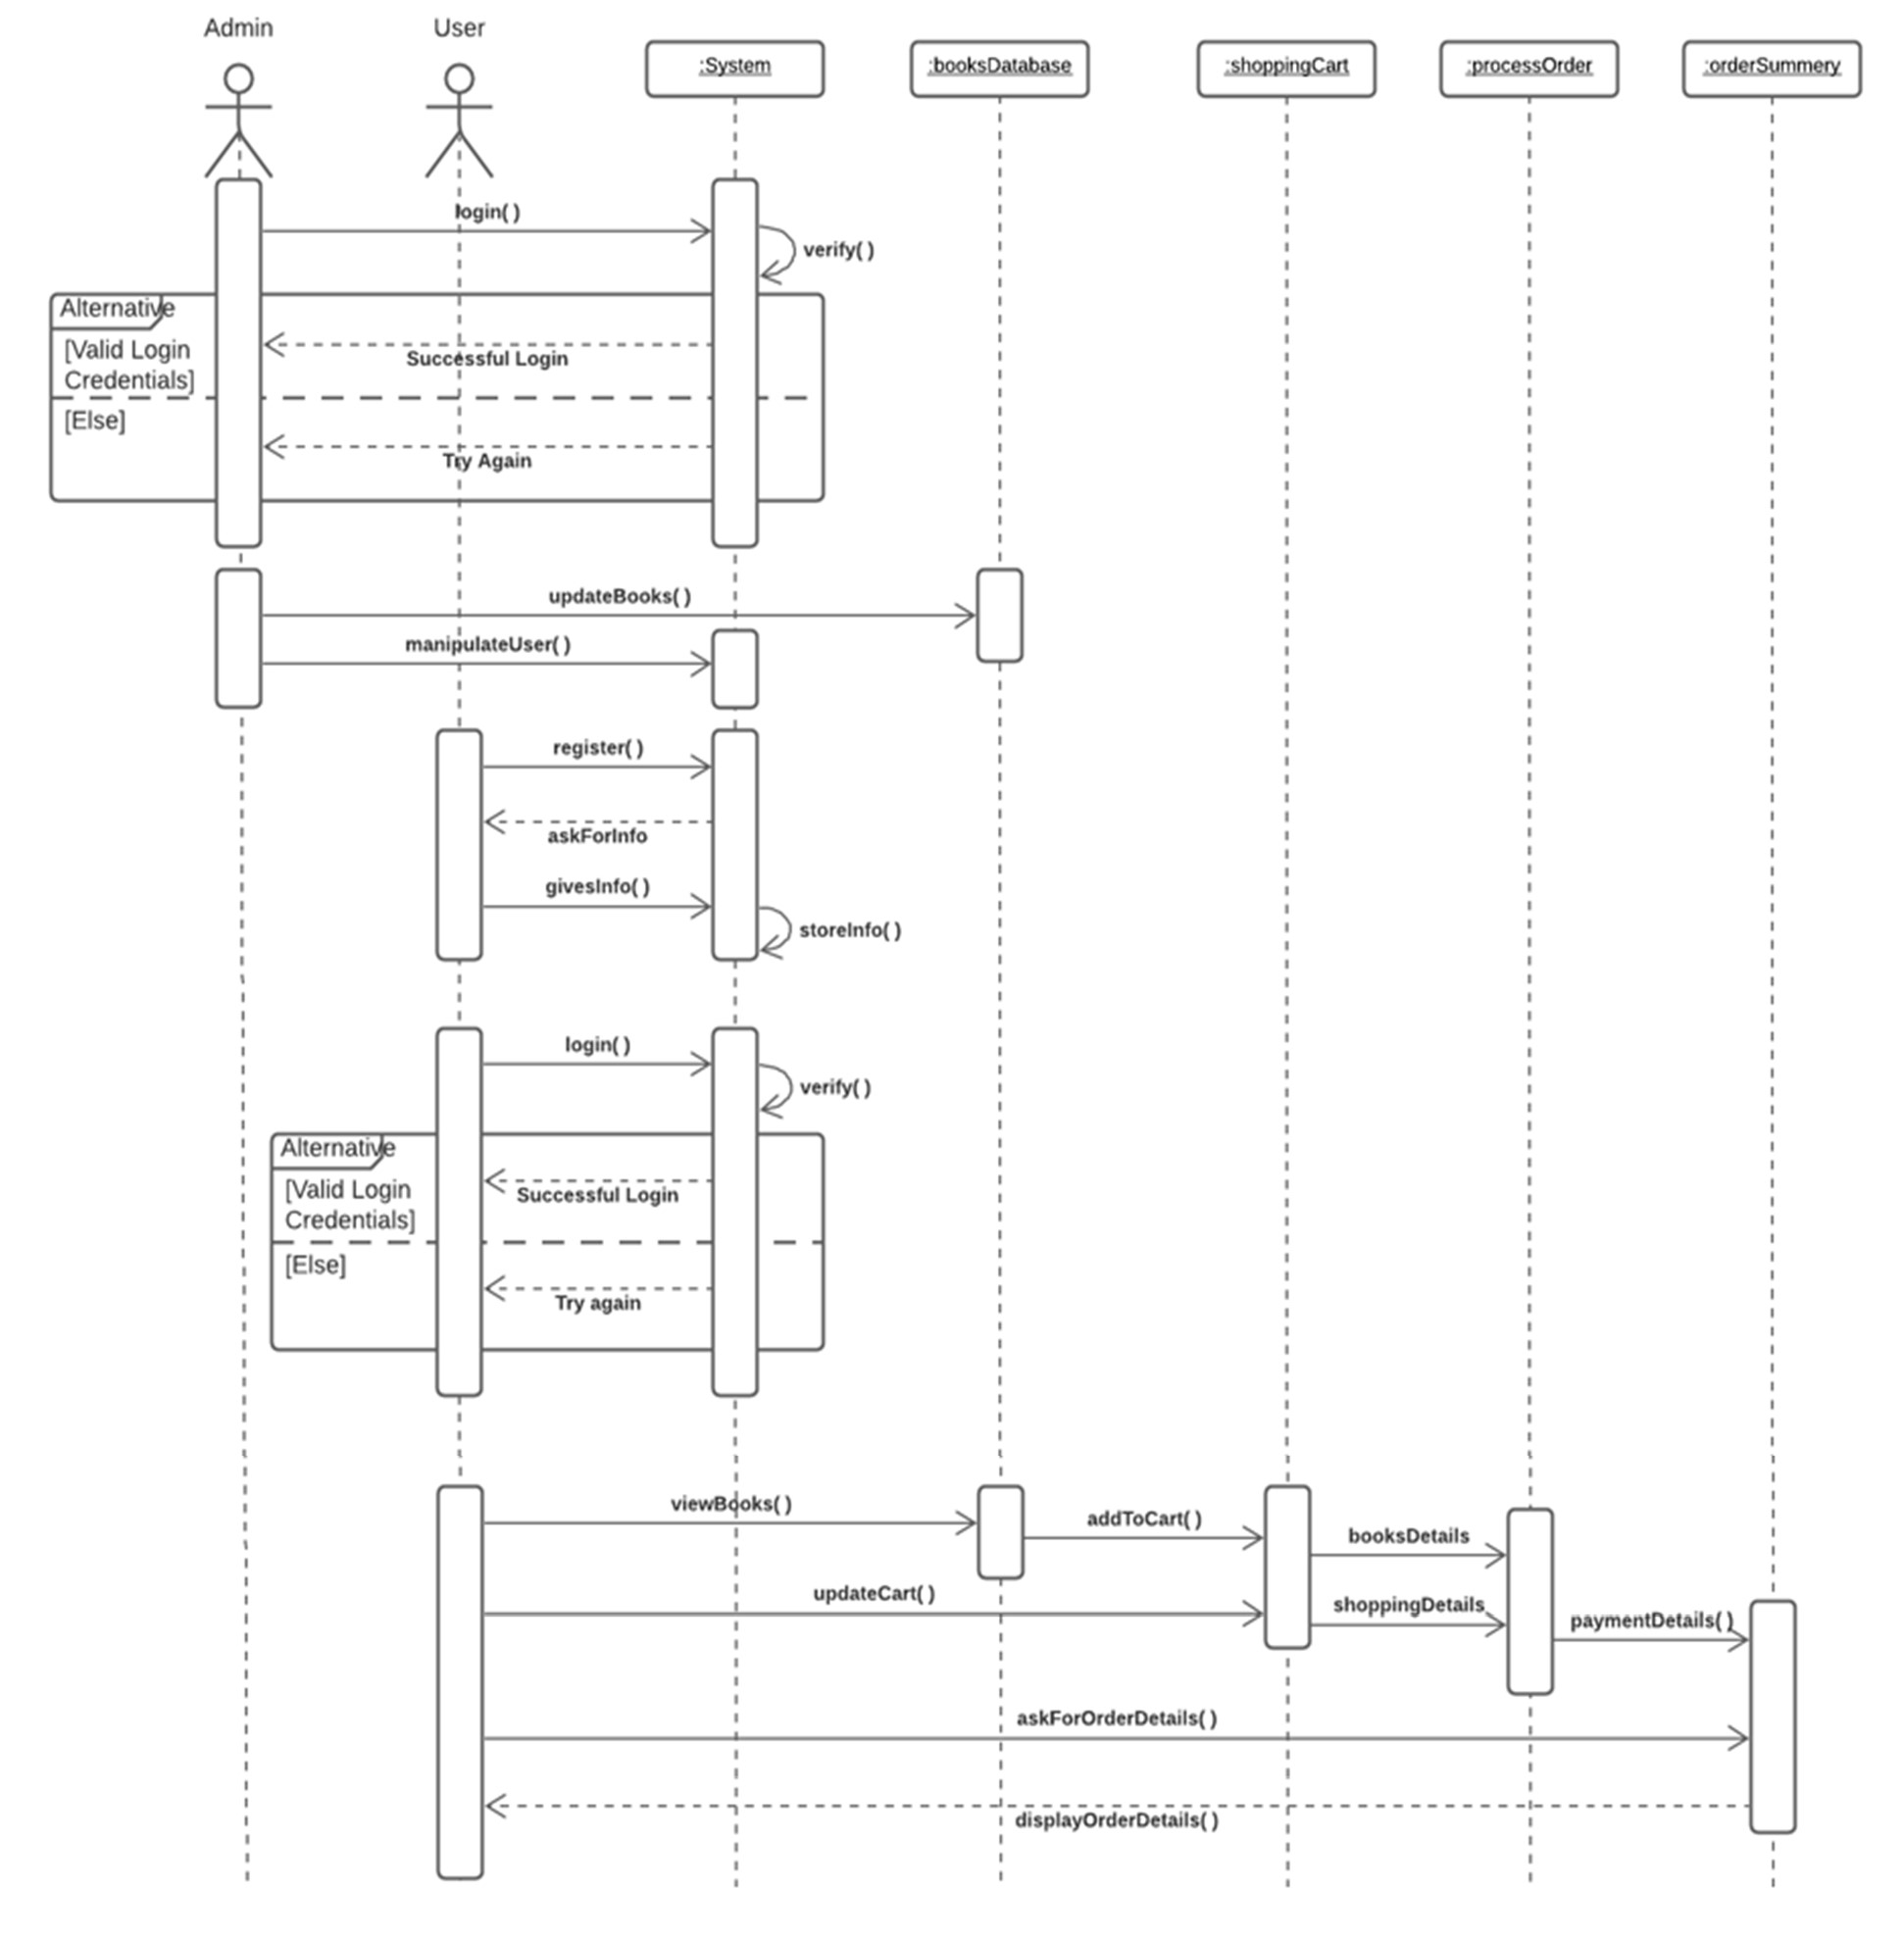 Admin
User
:System
:booksDatabase
:shoppingCart
:processOrder
:orderSummery
login( )
verify( )
Alternative
[Valid Login
Credentials]
Successful Login
[Else]
Try Again
updateBooks( )
manipulateUser( )
register( )
askForInfo
givesInfo( )
storeInfo( )
login( )
verify( )
Alternative
[Valid Login
Credentials]
Successful Login
[Else]
Try again
viewBooks( )
addToCart( )
booksDetails
updateCart( )
shoppingDetails
paymentDetails( )
askForOrderDetails( )
displayOrderDetails( )